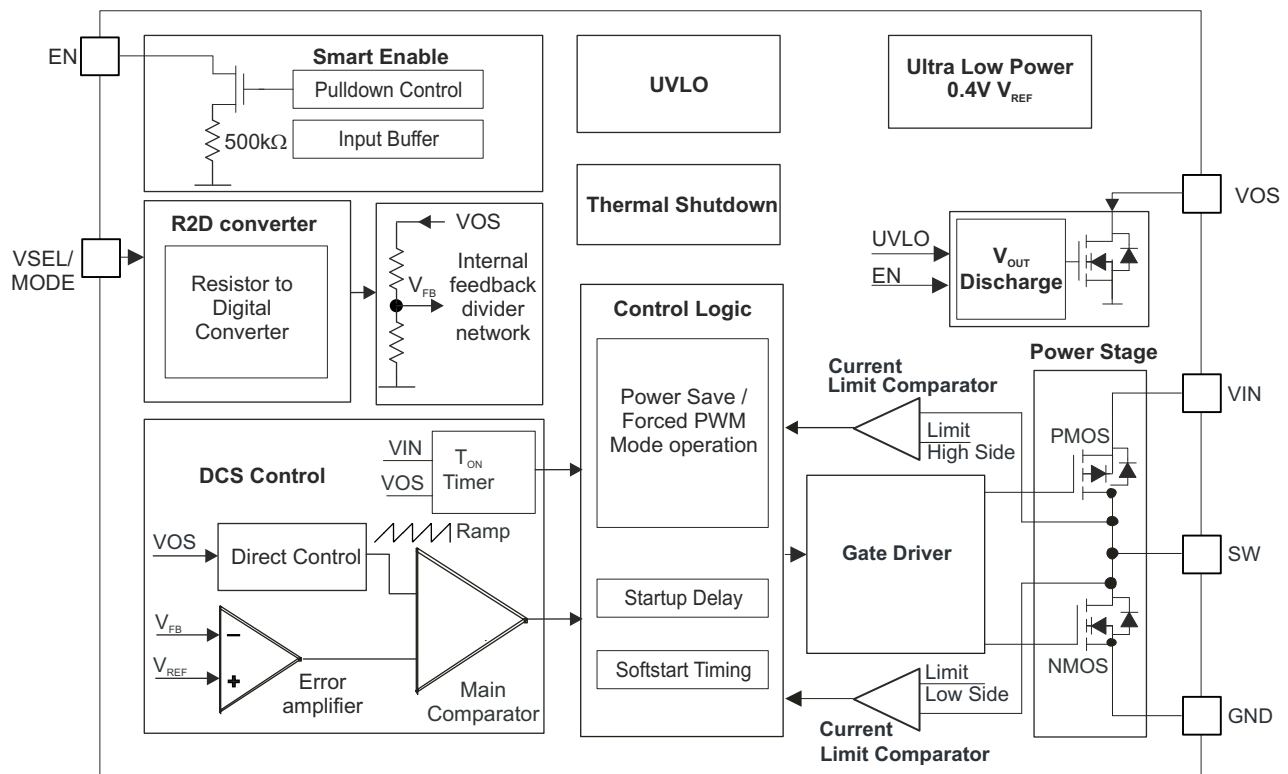 EN
Smart Enable
Pulldown Control
500kΩ
Input Buffer
UVLO
Ultra Low Power
0.4V VREF
Thermal Shutdown
VOS
UVLO
EN
VOUT
Discharge
VSEL/
MODE
R2D converter
Resistor to
Digital
Converter
VOS
VFB
Internal
feedback
divider
network
Control Logic
Power Save /
Forced PWM
Mode operation
Startup Delay
Softstart Timing
Current
Limit Comparator
Limit
High Side
Power Stage
PMOS
VIN
DCS Control
VIN
VOS
TON
Timer
Ramp
VOS
Direct Control
VFB
−
VREF
+
Error
amplifier
Main
Comparator
Gate Driver
SW
NMOS
Limit
Low Side
Current
Limit Comparator
GND